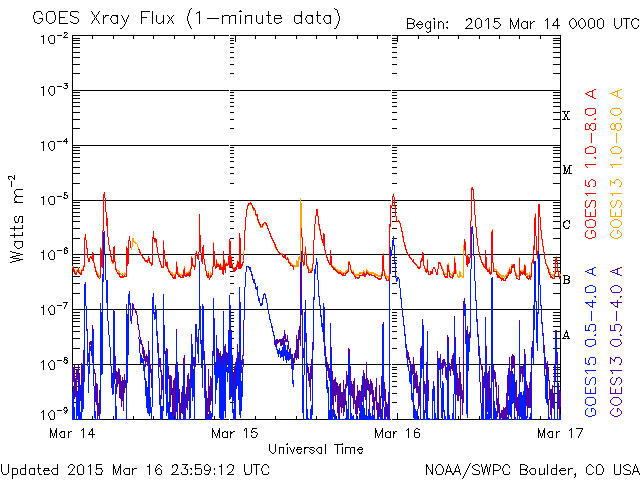 GOES Xray Flux (1-minute data)
Begin: 2015 Mar 14 0000 UTC
Watts m-2
10-2
10-3
10-4
10-5
10-6
10-7
10-8
10-9
X
M
C
B
A
GOES15 1.0-8.0 A
GOES13 1.0-8.0 A
GOES15 0.5-4.0 A
GOES13 0.5-4.0 A
Mar 14
Mar 15
Mar 16
Mar 17
Universal Time
Updated 2015 Mar 16 23:59:12 UTC
NOAA/SWPC Boulder, CO USA